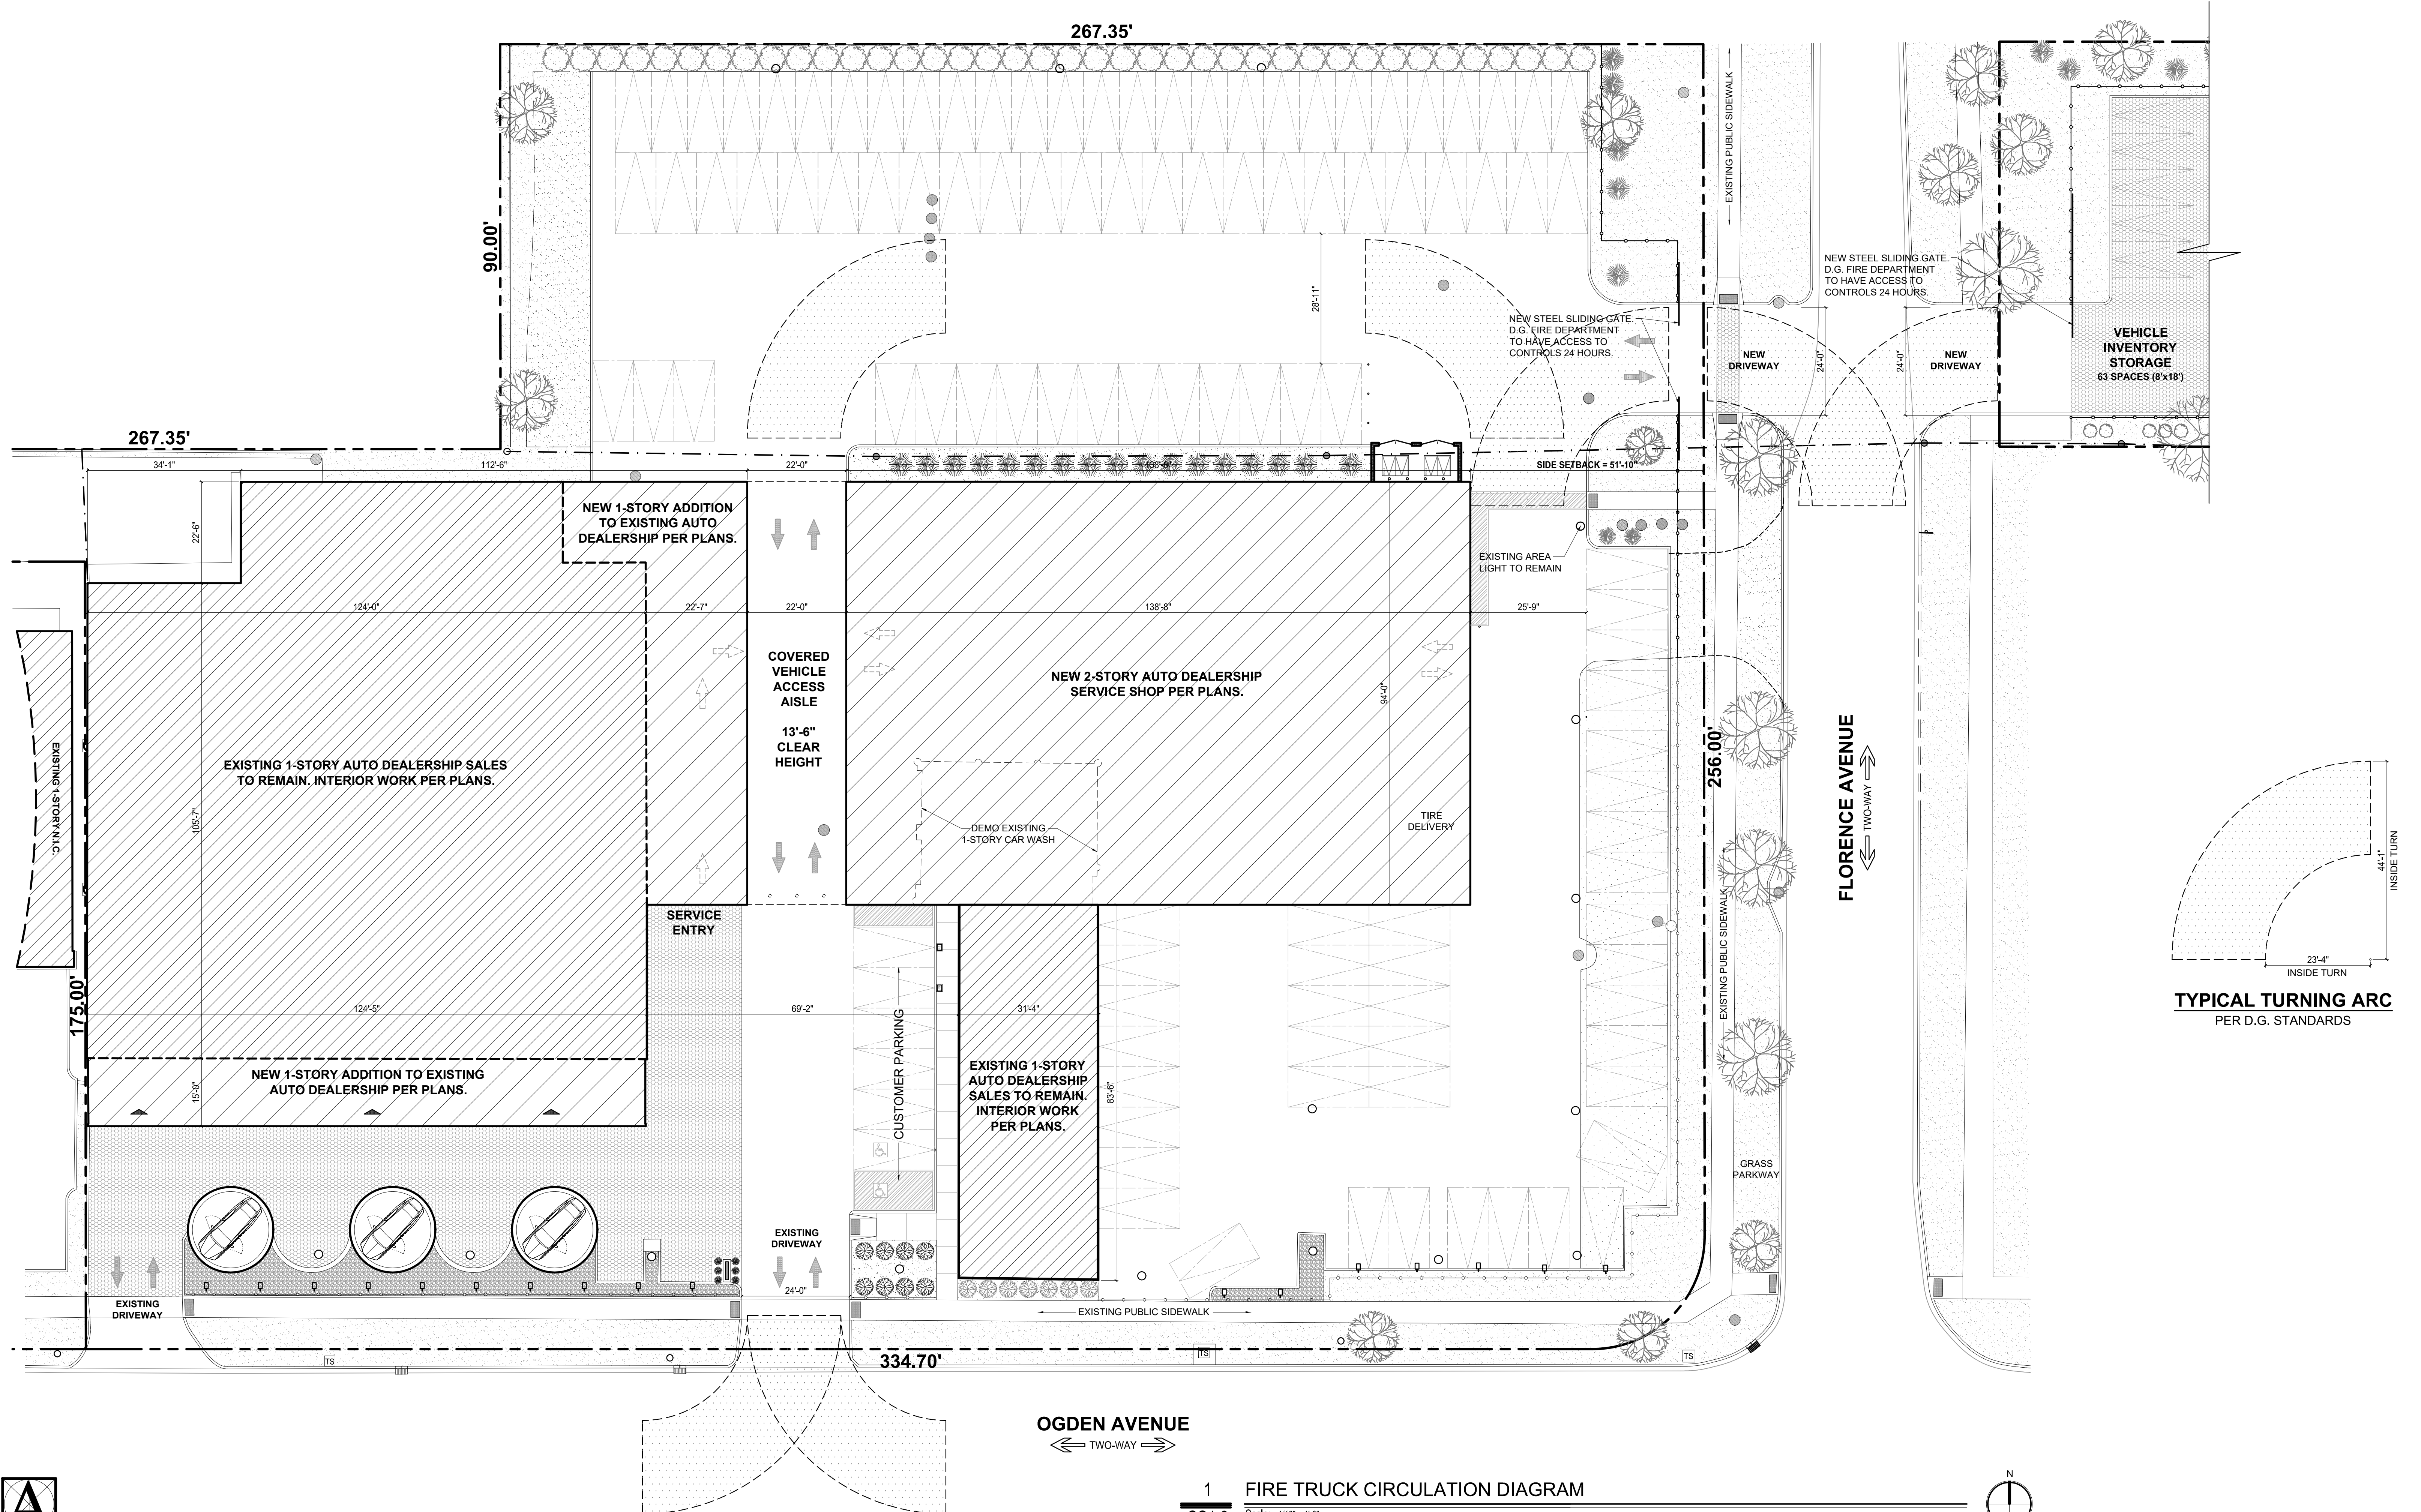 267.35'
EXISTING PUBLIC SIDEWALK
90.00'
28'-11"
NEW STEEL SLIDING GATE.
D.G. FIRE DEPARTMENT
TO HAVE ACCESS TO
CONTROLS 24 HOURS.
NEW STEEL SLIDING GATE.
D.G. FIRE DEPARTMENT
TO HAVE ACCESS TO
CONTROLS 24 HOURS.
NEW
DRIVEWAY
24'-0"
24'-0"
NEW
DRIVEWAY
VEHICLE
INVENTORY
STORAGE
63 SPACES (8'x18')
267.35'
34'-1"
112'-6"
22'-0"
138'-8"
SIDE SETBACK = 51'-10"
22'-6"
NEW 1-STORY ADDITION
TO EXISTING AUTO
DEALERSHIP PER PLANS.
EXISTING AREA
LIGHT TO REMAIN
124'-0"
22'-7"
22'-0"
138'-8"
25'-9"
COVERED
VEHICLE
ACCESS
AISLE
13'-6"
CLEAR
HEIGHT
NEW 2-STORY AUTO DEALERSHIP
SERVICE SHOP PER PLANS.
94'-0"
EXISTING 1-STORY N.I.C.
EXISTING 1-STORY AUTO DEALERSHIP SALES
TO REMAIN. INTERIOR WORK PER PLANS.
105'-7"
DEMO EXISTING
1-STORY CAR WASH
TIRE
DELIVERY
256.00'
FLORENCE AVENUE
TWO-WAY
44'-1"
INSIDE TURN
23'-4"
INSIDE TURN
TYPICAL TURNING ARC
PER D.G. STANDARDS
SERVICE
ENTRY
175.00'
124'-5"
69'-2"
31'-4"
CUSTOMER PARKING
EXISTING PUBLIC SIDEWALK
EXISTING 1-STORY
AUTO DEALERSHIP
SALES TO REMAIN.
INTERIOR WORK
PER PLANS.
83'-6"
NEW 1-STORY ADDITION TO EXISTING
AUTO DEALERSHIP PER PLANS.
15'-0"
GRASS
PARKWAY
EXISTING
DRIVEWAY
EXISTING
DRIVEWAY
24'-0"
EXISTING PUBLIC SIDEWALK
TS
TS
TS
334.70'
OGDEN AVENUE
TWO-WAY
1 FIRE TRUCK CIRCULATION DIAGRAM
N
A